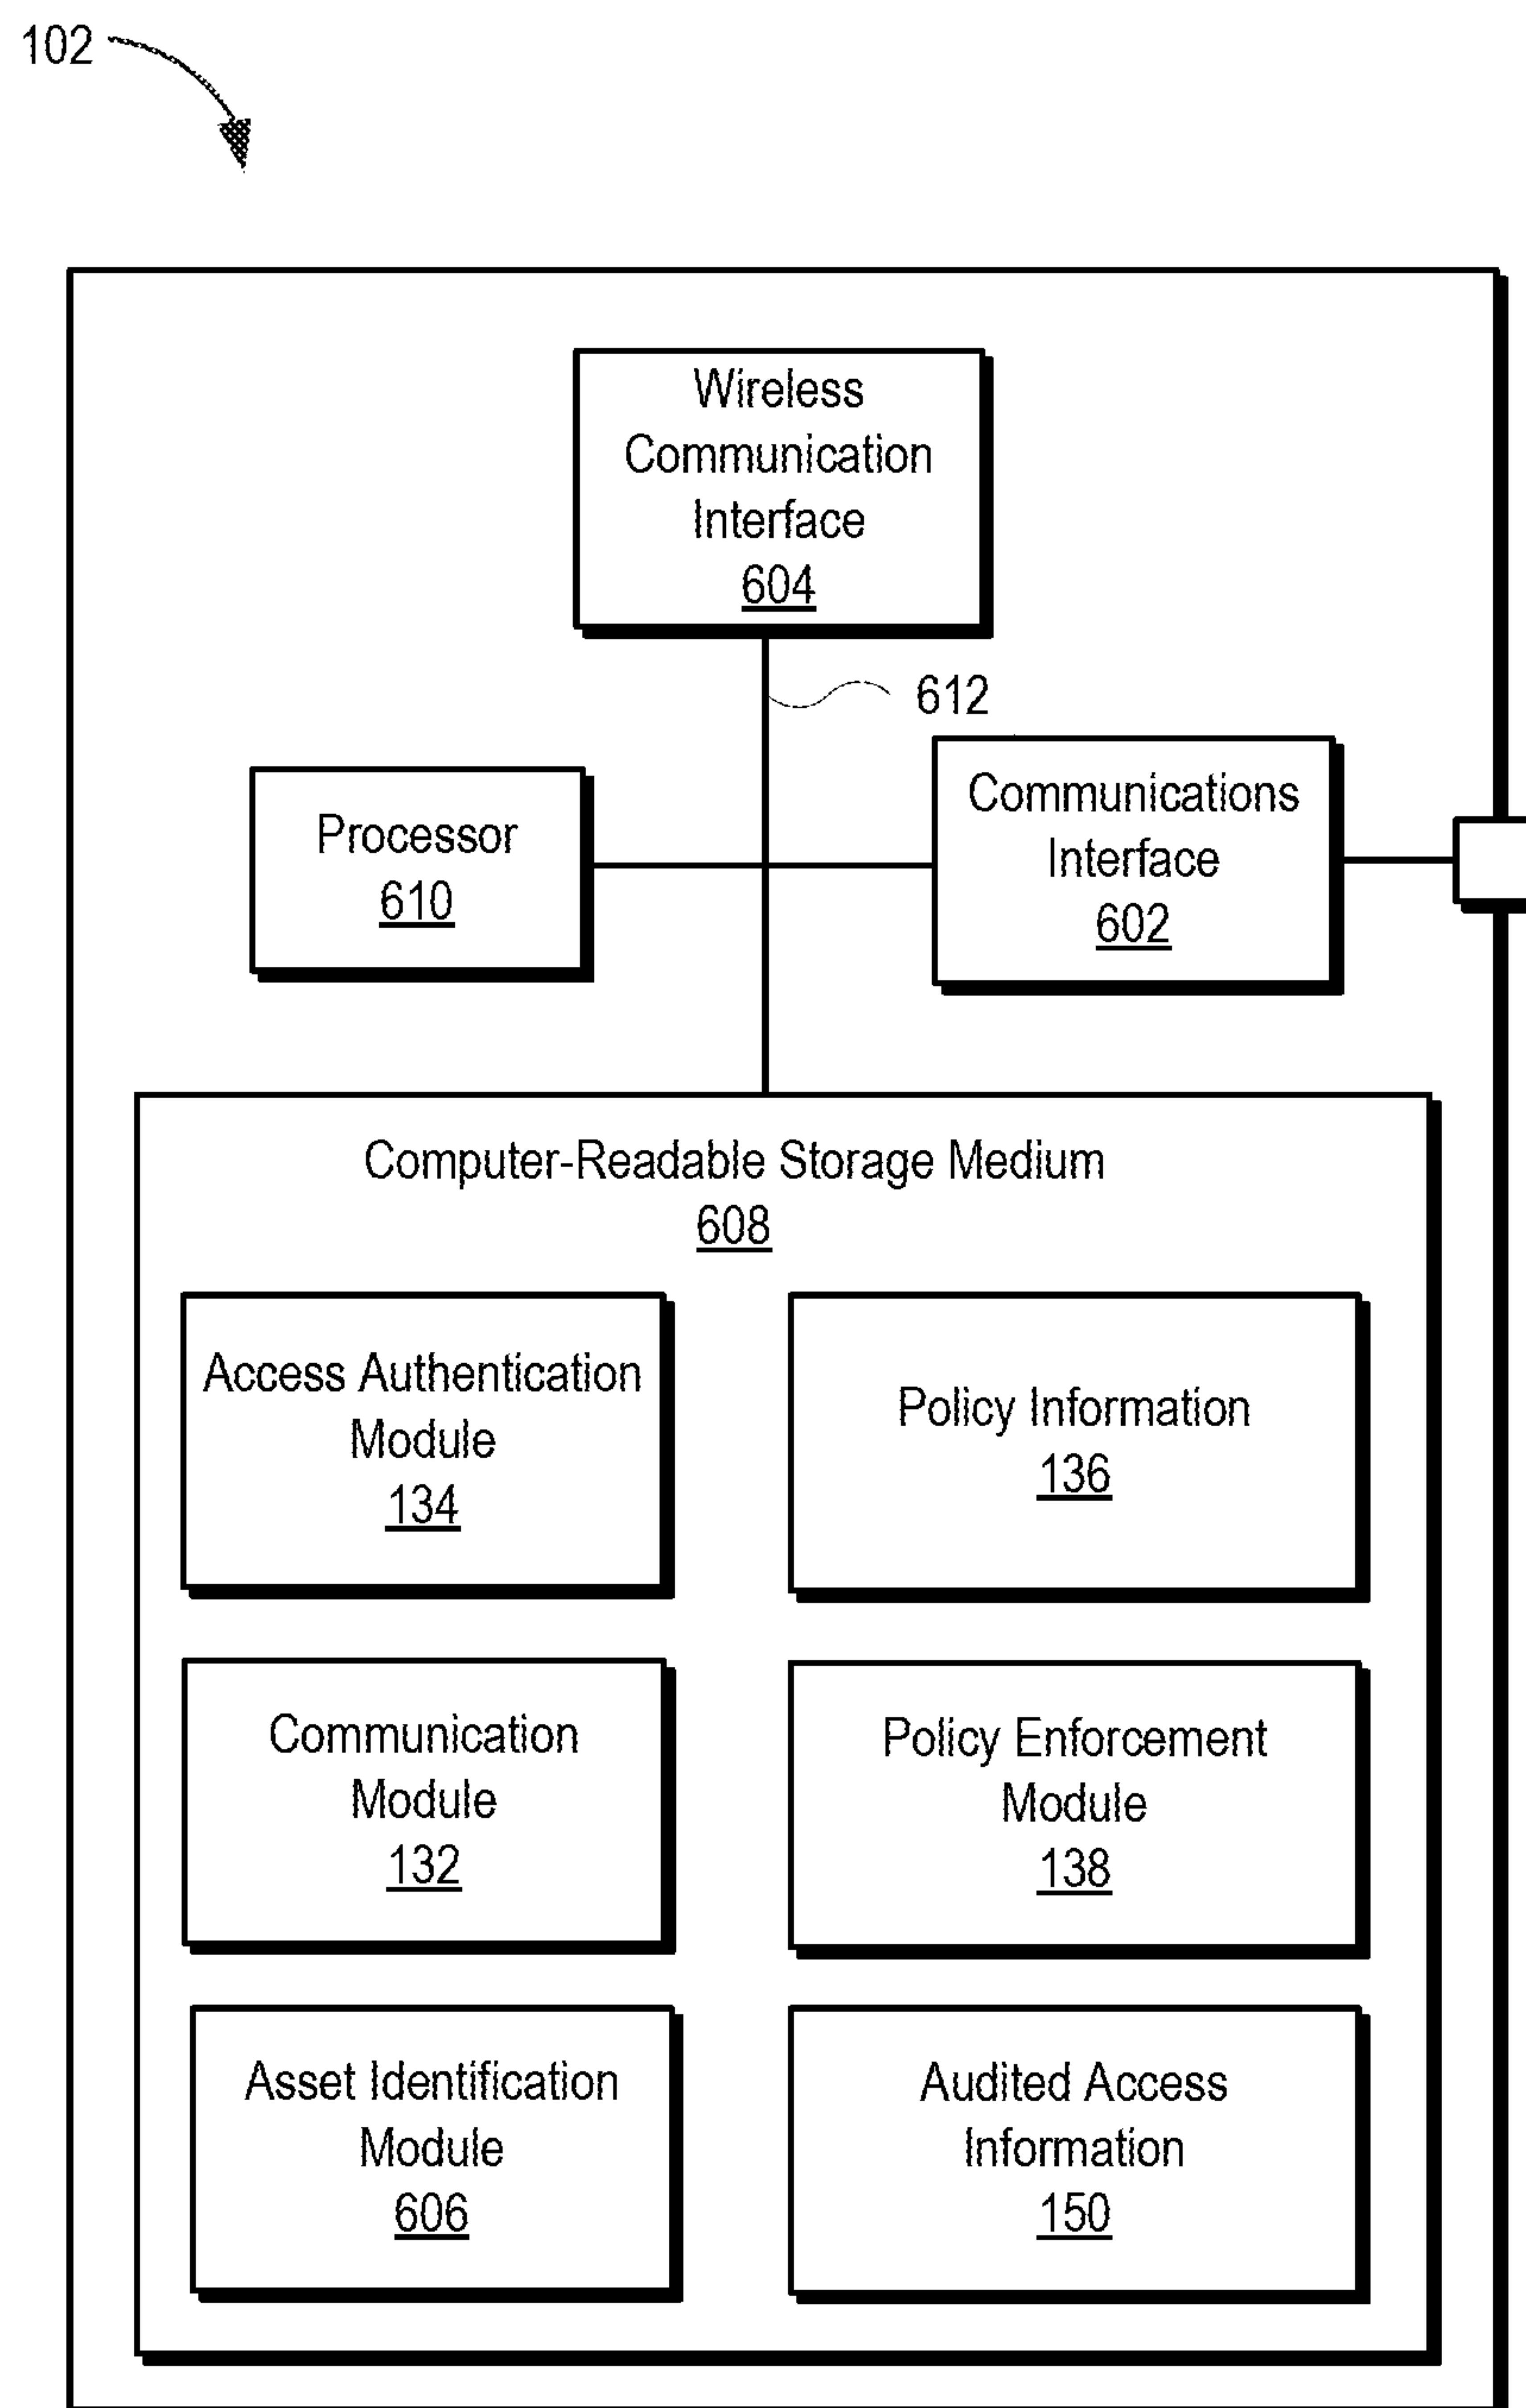 102
Wireless
Communication
Interface
604
612
Processor
610
Communications
Interface
602
Computer-Readable Storage Medium
608
Access Authentication
Module
134
Policy Information
136
Communication
Module
132
Policy Enforcement
Module
138
Asset Identification
Module
606
Audited Access
Information
150